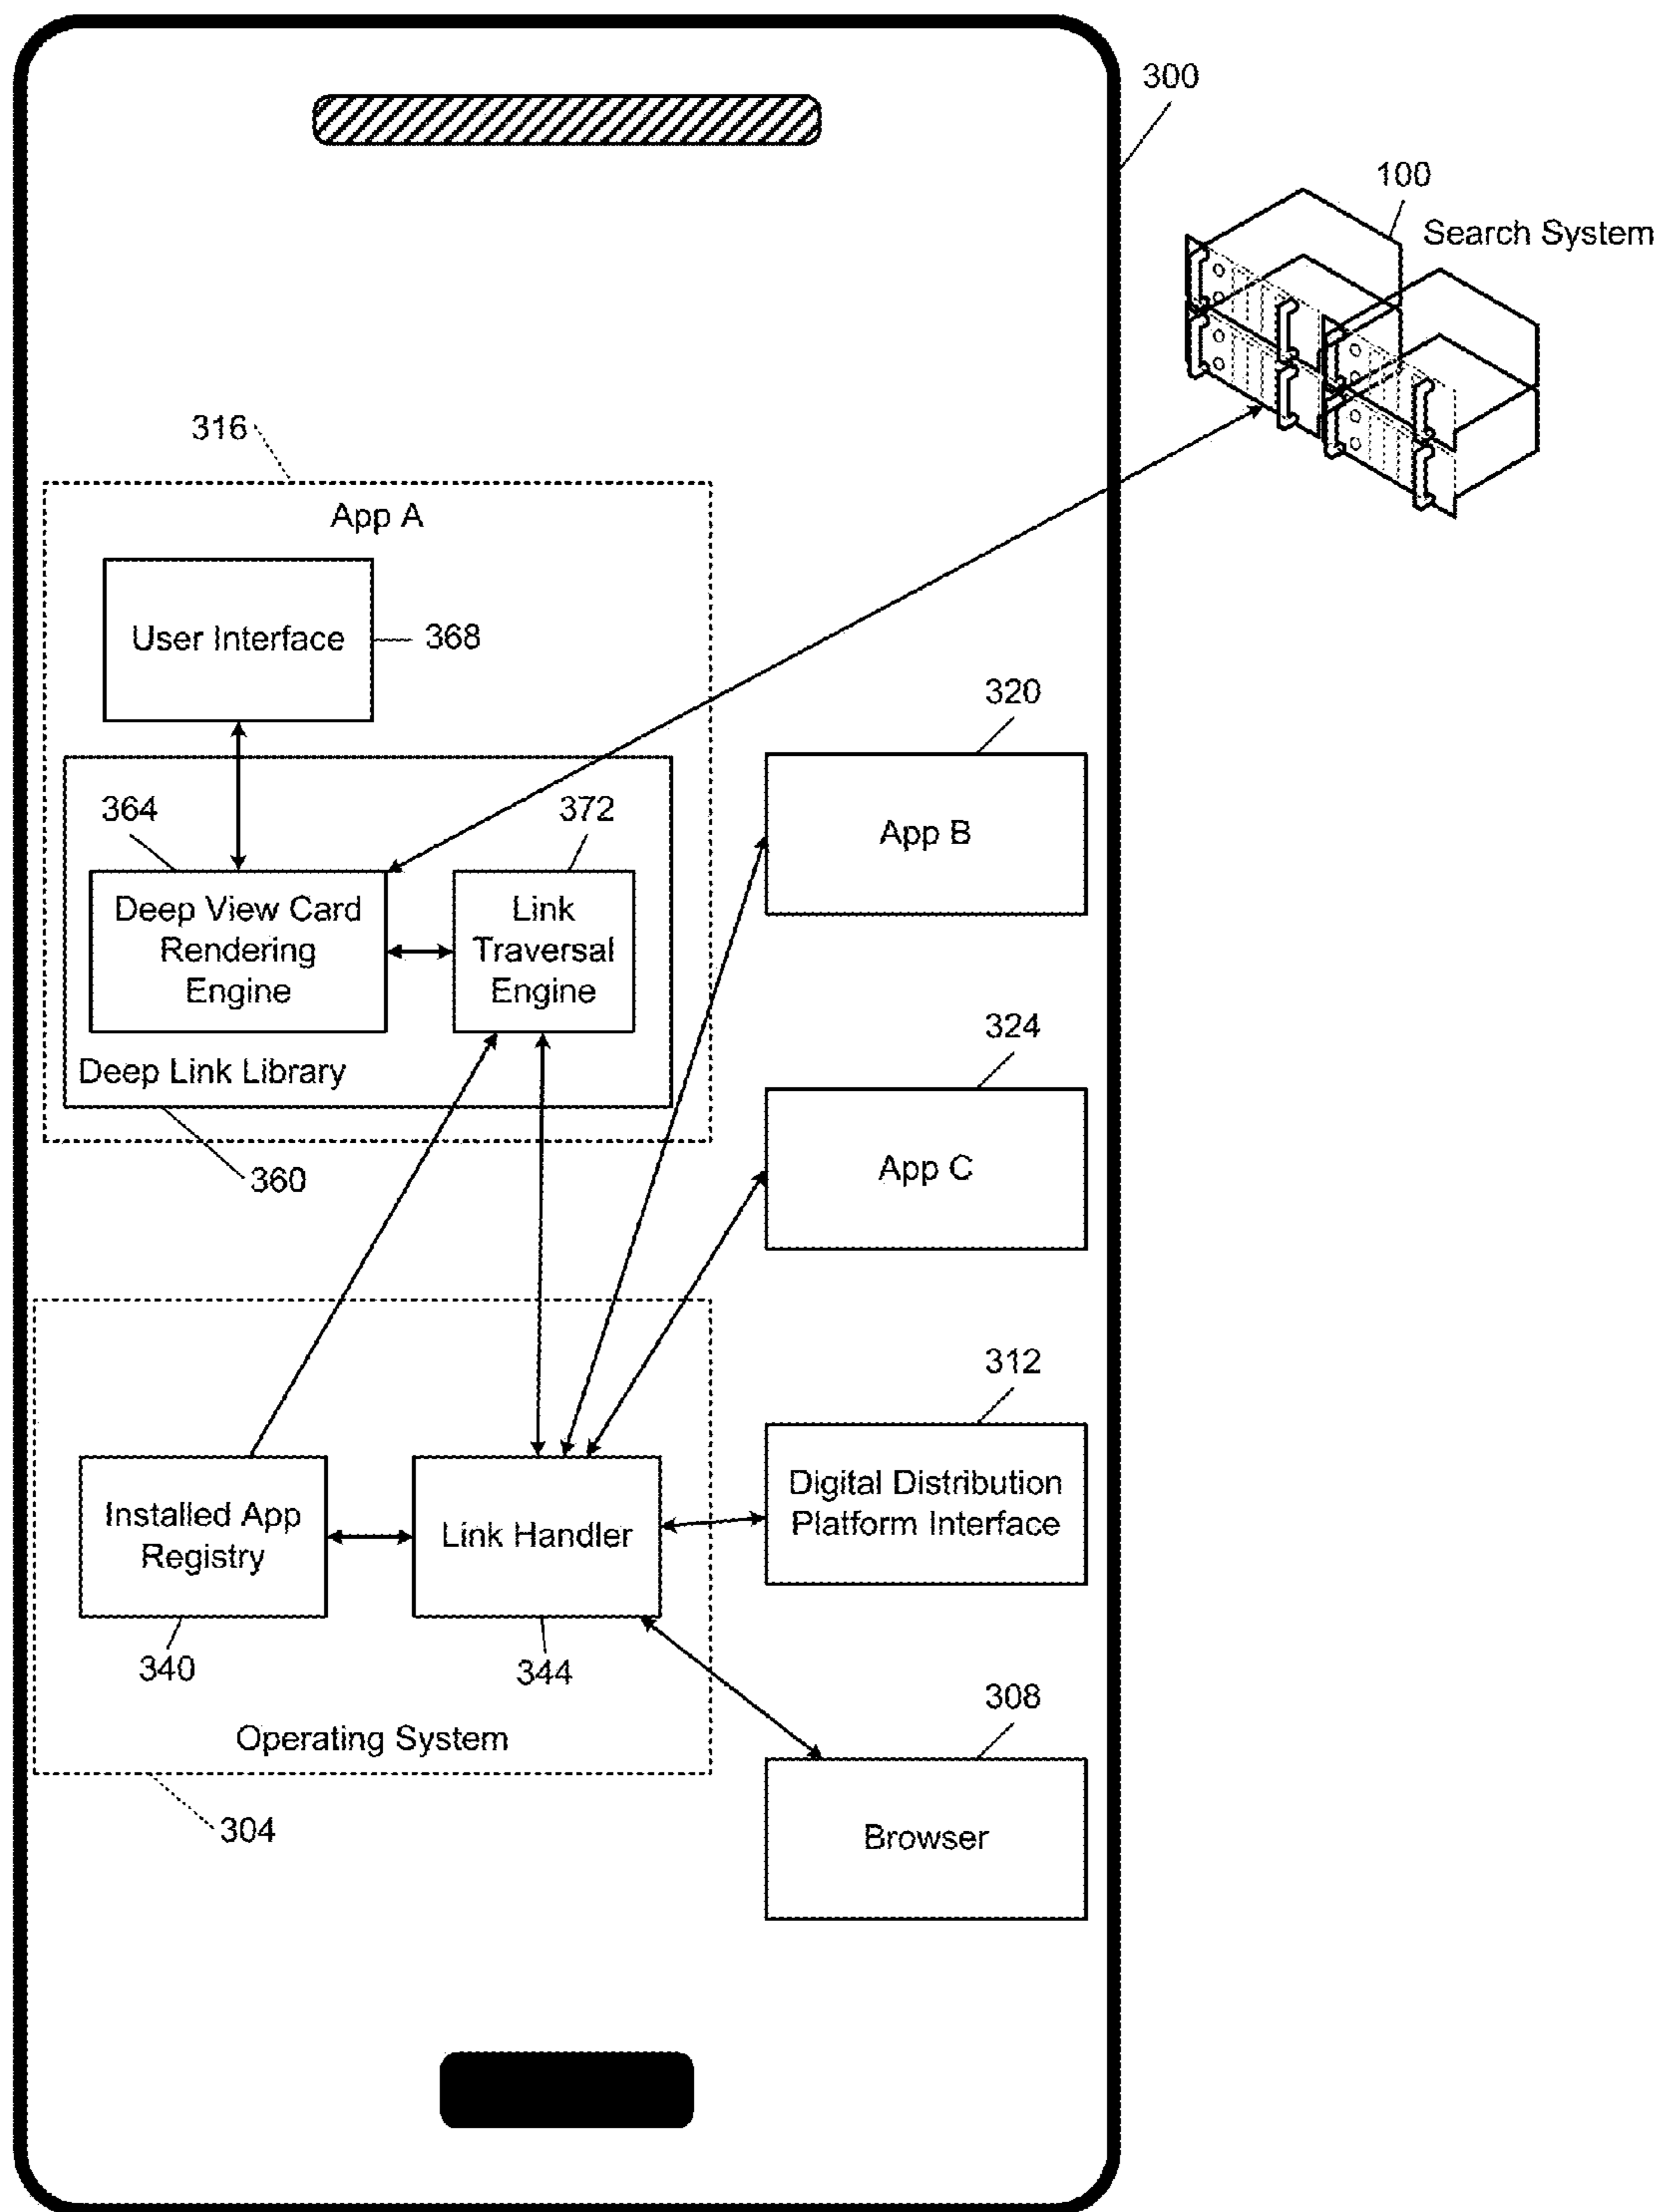 300
100
Search System
316
App A
User Interface
368
320
364
372
App B
Deep View Card
Rendering
Engine
Link
Traversal
Engine
324
Deep Link Library
360
App C
312
Digital Distribution
Platform Interface
Installed App
Registry
Link Handler
340
344
308
Operating System
304
Browser